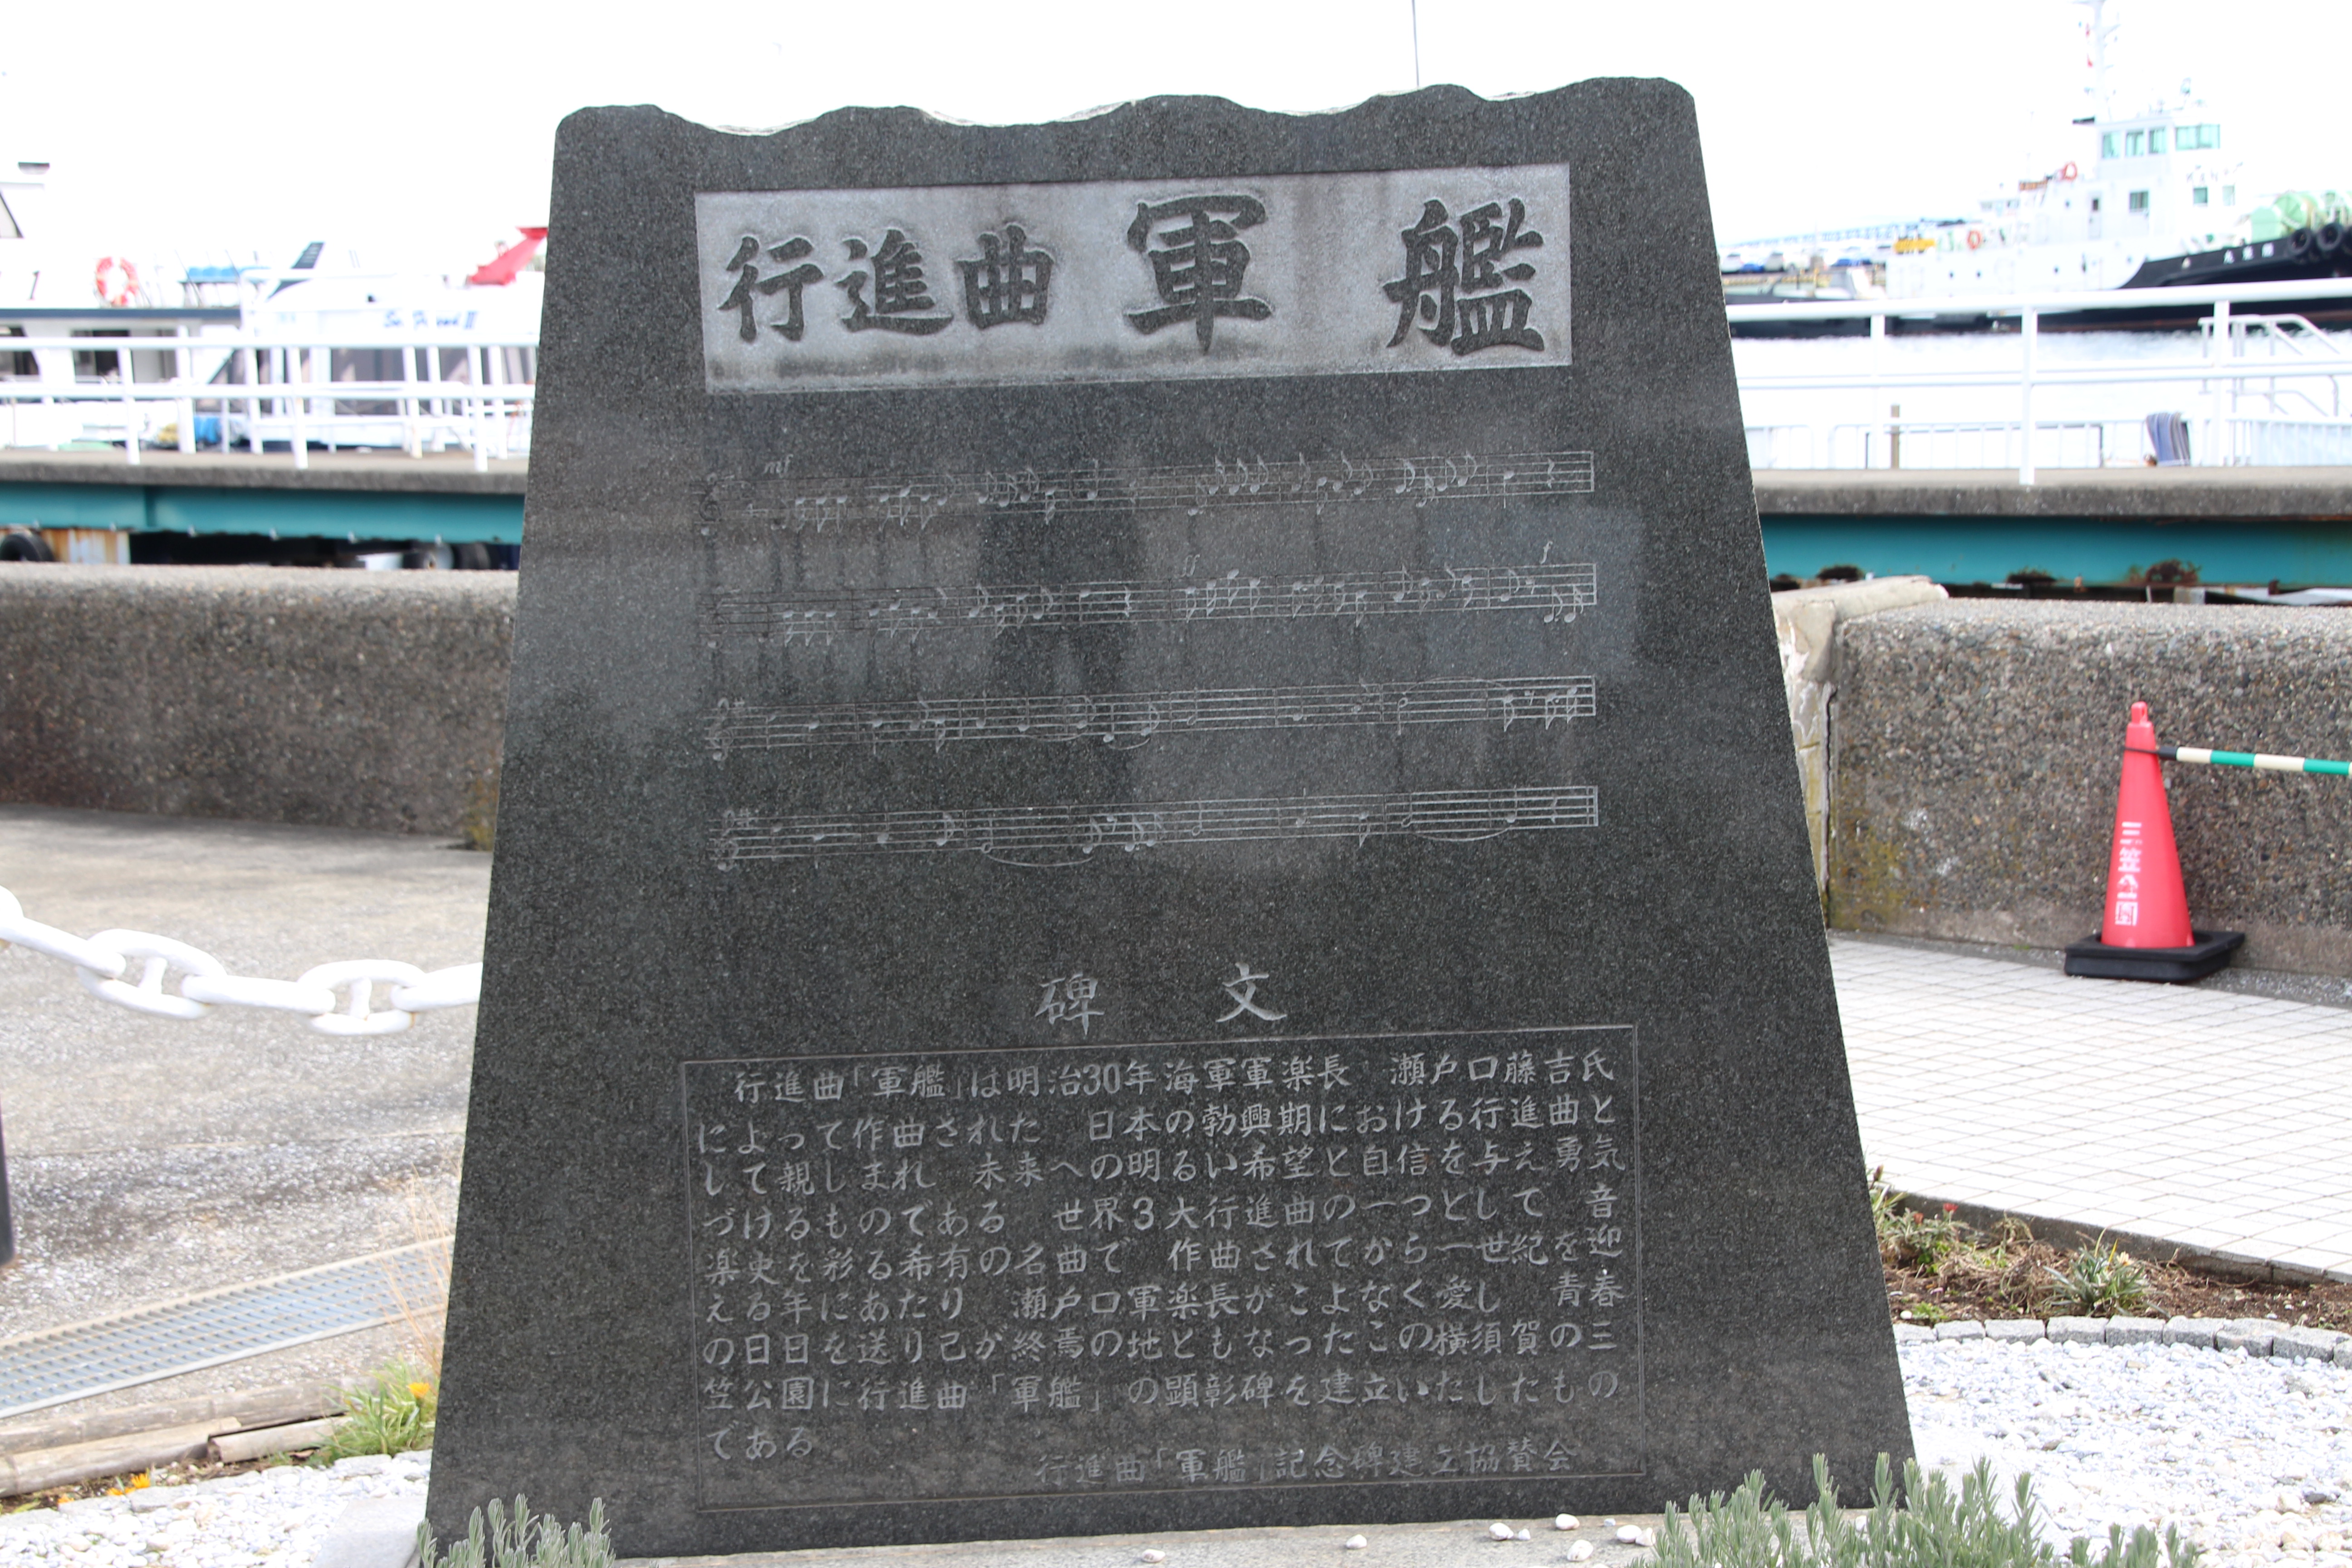 行進曲 軍艦
mf
ff
f
碑文
行進曲「軍艦」は明治30年海軍軍楽長 瀬戸口藤吉氏
によって作曲された 日本の勃興期における行進曲と
して親しまれ 未来への明るい希望と自信を与え勇気
づけるものである 世界3大行進曲の一つとして 音
楽史を彩る希有の名曲で 作曲されてから一世紀を迎
える年にあたり 瀬戸口軍楽長がこよなく愛し 青春
の日日を送り己が終焉の地ともなったこの横須賀の三
笠公園に行進曲「軍艦」の顕彰碑を建立いたしたもの
である
行進曲「軍艦」記念碑建立協賛会
三笠公園